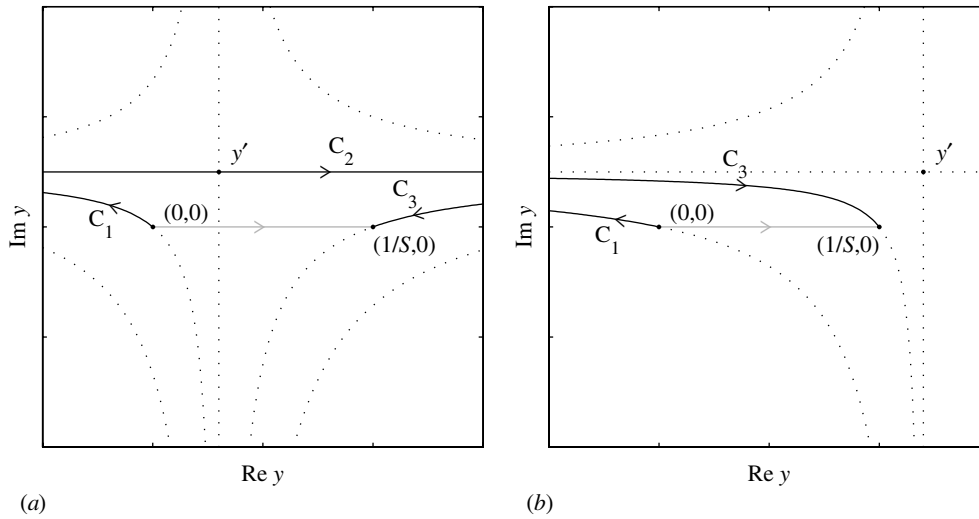 y′
C2
C3
C1
(0,0)
(1/S,0)
Im y
Re y
(a)
y′
C3
(0,0)
C1
(1/S,0)
Im y
Re y
(b)